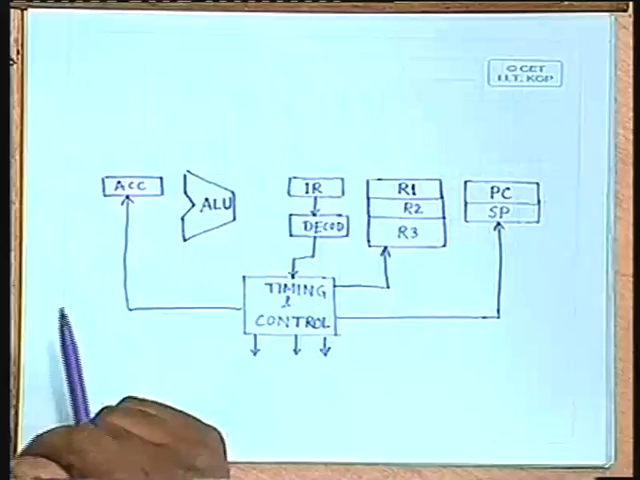 © CET
I.I.T. KGP
ACC
ALU
IR
DECOD
R1
R2
R3
PC
SP
TIMING
&
CONTROL